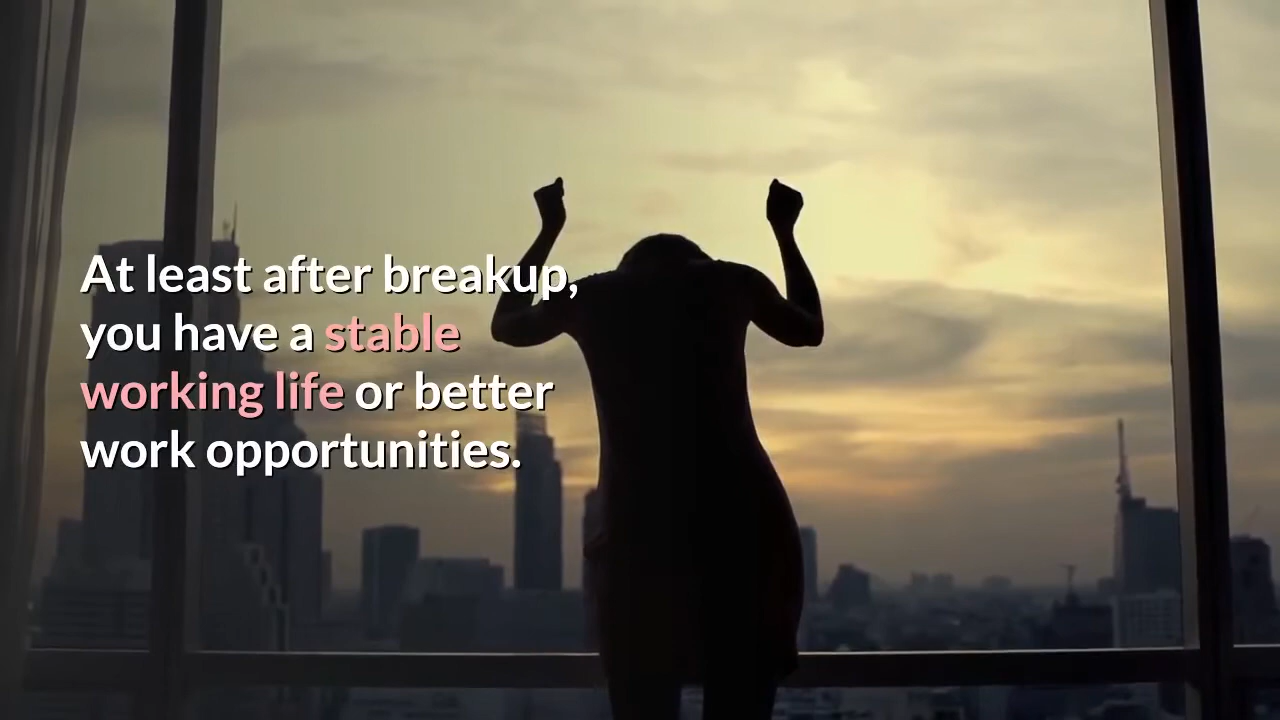 At least after breakup,
you have a stable
working life or better
work opportunities.